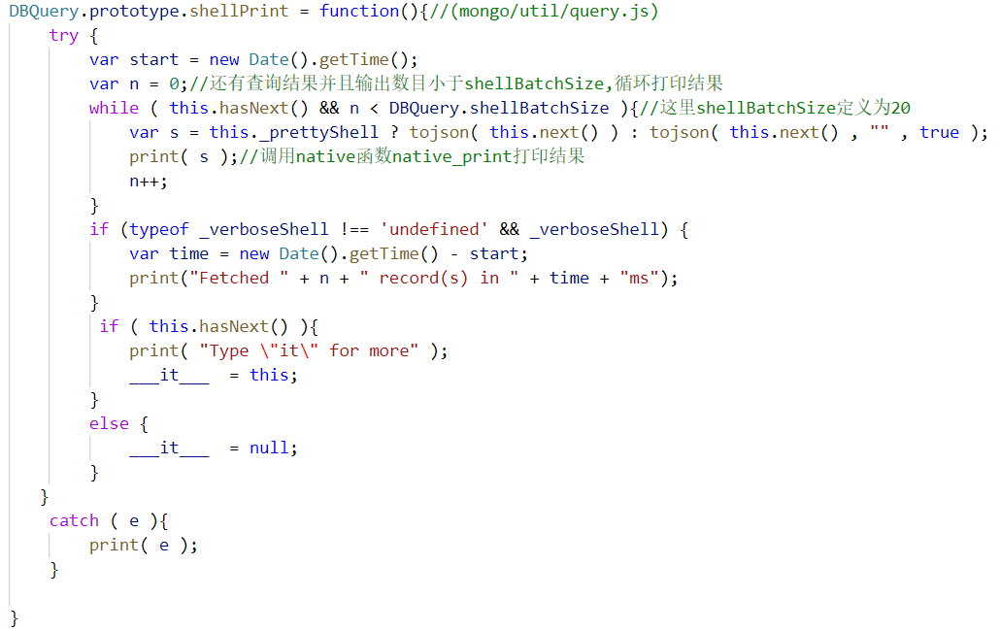 DBQuery.prototype.shellPrint = function(){//(mongo/util/query.js)
    try {
        var start = new Date().getTime();
        var n = 0;//还有查询结果并且输出数目小于shellBatchSize,循环打印结果
        while ( this.hasNext() && n < DBQuery.shellBatchSize ){//这里shellBatchSize定义为20
            var s = this._prettyShell ? tojson( this.next() ) : tojson( this.next() , "" , true );
            print( s );//调用native函数native_print打印结果
            n++;
        }
        if (typeof _verboseShell !== 'undefined' && _verboseShell) {
            var time = new Date().getTime() - start;
            print("Fetched " + n + " record(s) in " + time + "ms");
        }
         if ( this.hasNext() ){
            print( "Type \"it\" for more" );
            ___it___  = this;
        }
        else {
            ___it___  = null;
        }
   }
    catch ( e ){
        print( e );
    }

}